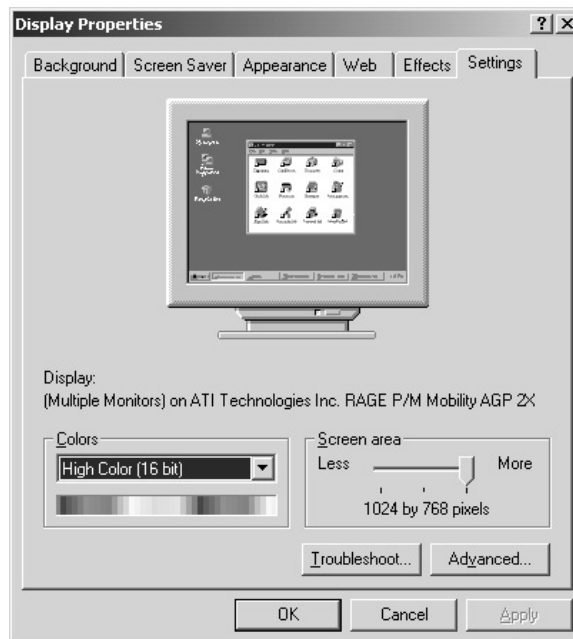 Display Properties
Background Screen Saver Appearance Web Effects Settings
Display:
(Multiple Monitors) on ATI Technologies Inc. RAGE P/M Mobility AGP 2X
Colors
High Color (16 bit)
Screen area
Less More
1024 by 768 pixels
Troubleshoot... Advanced...
OK Cancel Apply